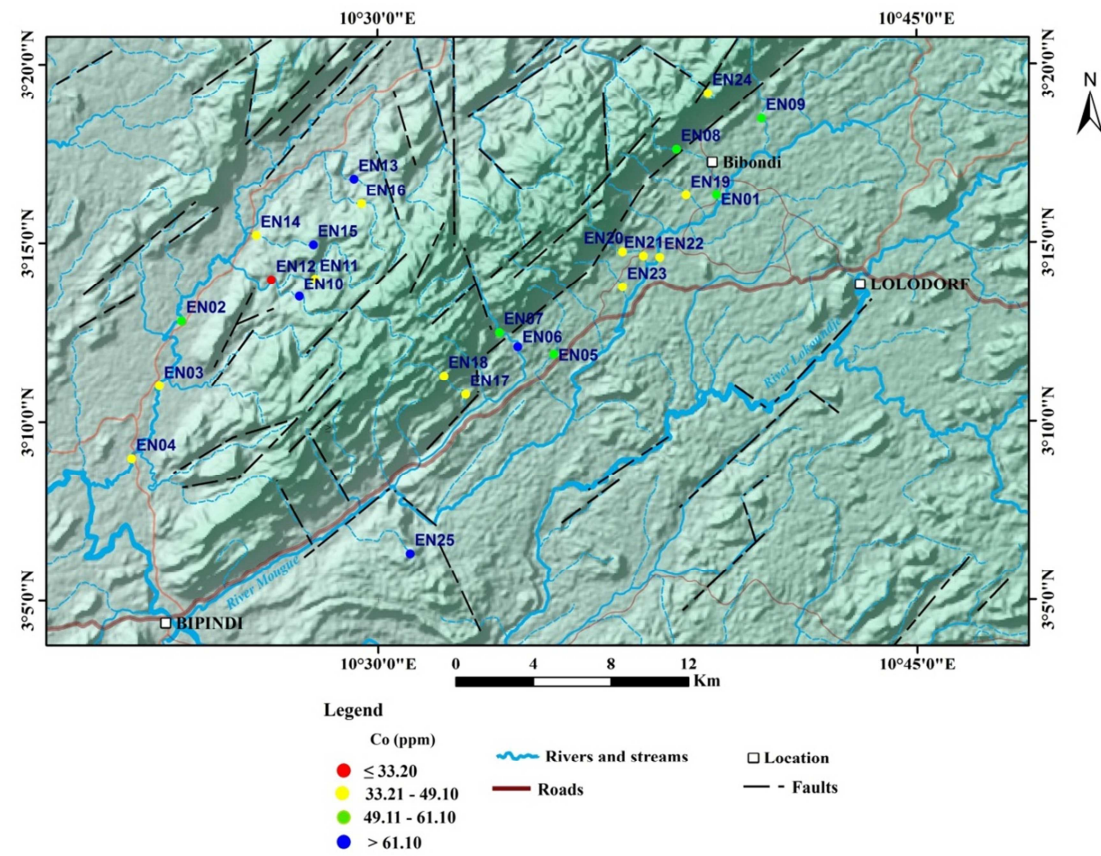 10°30'0"E
10°45'0"E
3°20'0"N
3°20'0"N
N
EN24
EN09
EN08
Bibondi
EN13
EN16
EN19
EN01
EN14
EN15
3°15'0"N
EN20
EN21
EN22
3°15'0"N
EN12
EN11
EN10
EN23
LOLODORF
EN02
EN07
EN06
EN05
EN03
EN18
EN17
River Lokoundje
3°10'0"N
3°10'0"N
EN04
EN25
River Mougue
3°5'0"N
3°5'0"N
BIPINDI
10°30'0"E
10°45'0"E
0 4 8 12
Km
Legend
Co (ppm)
≤ 33.20
33.21 - 49.10
49.11 - 61.10
> 61.10
Rivers and streams
Roads
Location
Faults